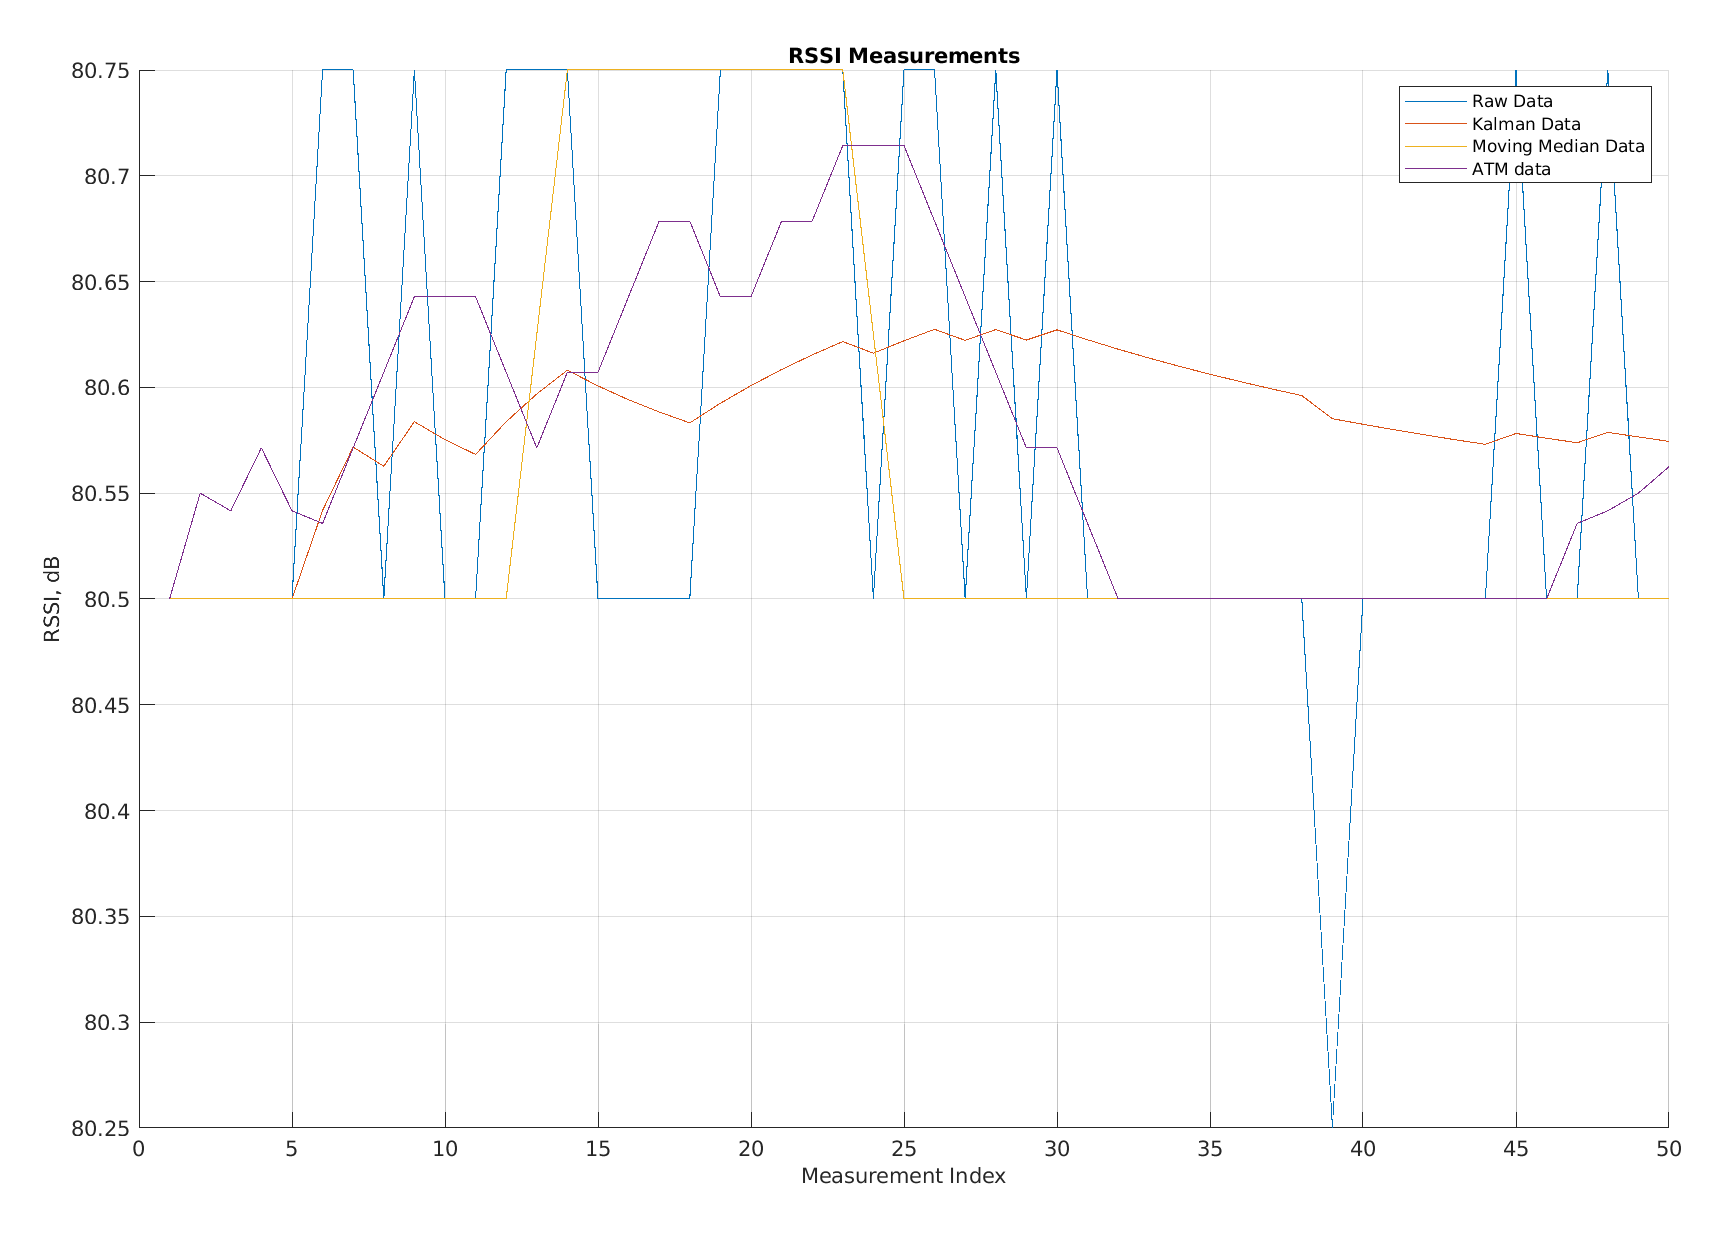 RSSI Measurements
80.75
80.7
80.65
80.6
80.55
80.5
80.45
80.4
80.35
80.3
80.25
RSSI, dB
Raw Data
Kalman Data
Moving Median Data
ATM data
0 5 10 15 20 25 30 35 40 45 50
Measurement Index